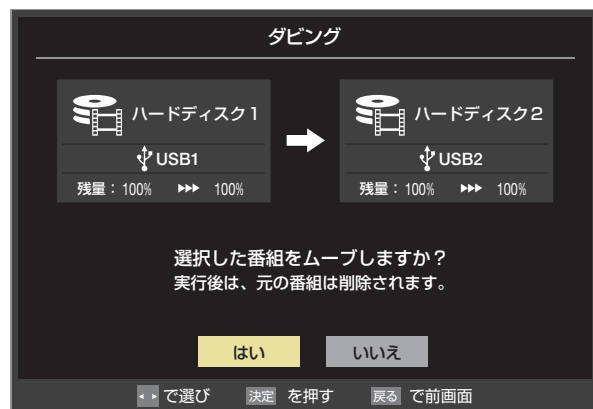 ダビング
ハードディスク1
USB1
残量：100% ▶▶▶ 100%
ハードディスク2
USB2
残量：100% ▶▶▶ 100%
選択した番組をムーブしますか？
実行後は、元の番組は削除されます。
はい いいえ
で選び 決定 を押す 戻る で前画面